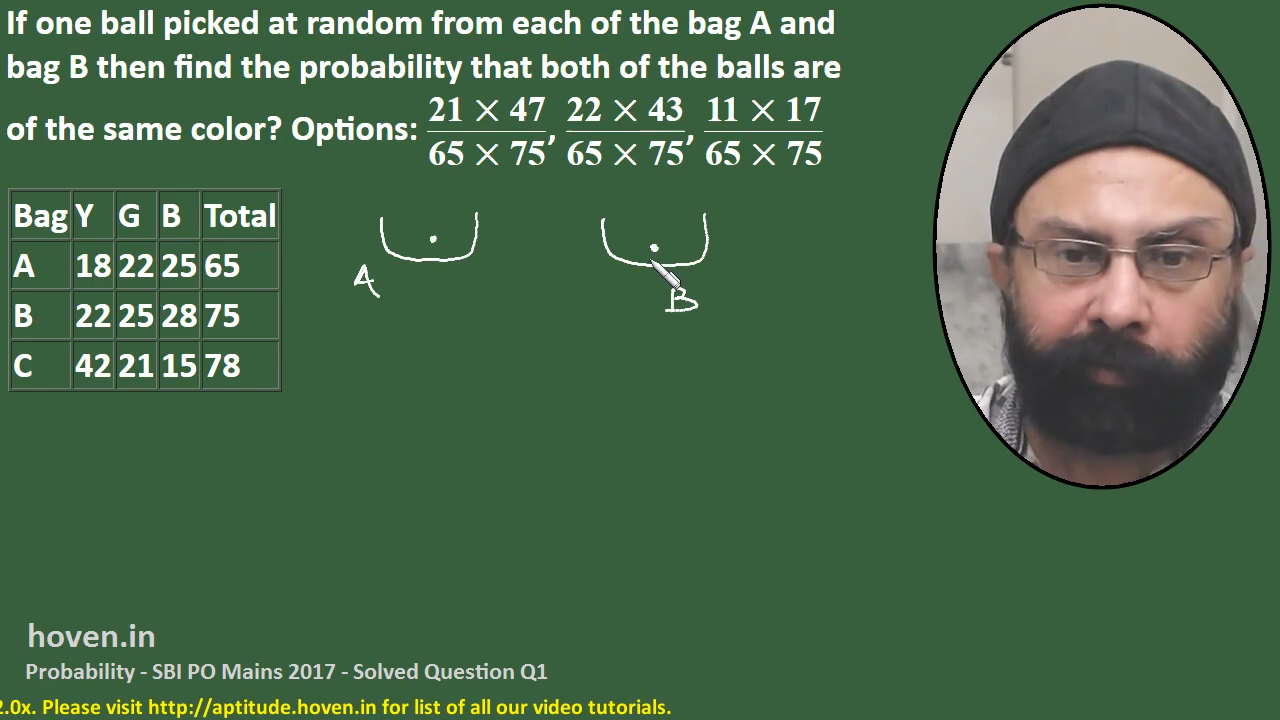 If one ball picked at random from each of the bag A and
bag B then find the probability that both of the balls are
of the same color? Options: 21 × 47 / 65 × 75, 22 × 43 / 65 × 75, 11 × 17 / 65 × 75
Bag Y G B Total
A 18 22 25 65
B 22 25 28 75
C 42 21 15 78
A B
hoven.in
Probability - SBI PO Mains 2017 - Solved Question Q1
2.0x. Please visit http://aptitude.hoven.in for list of all our video tutorials.